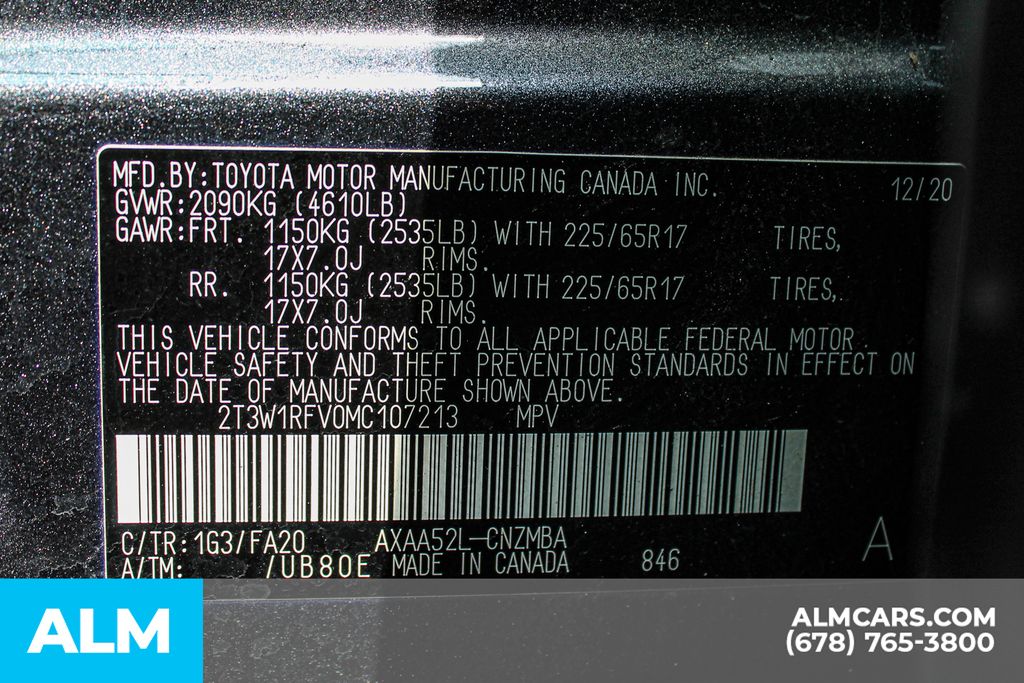 MFD.BY:TOYOTA MOTOR MANUFACTURING CANADA INC. 12/20
GVWR:2090KG (4610LB)
GAWR:FRT. 1150KG (2535LB) WITH 225/65R17 TIRES,
17X7.0J RIMS.
RR. 1150KG (2535LB) WITH 225/65R17 TIRES,
17X7.0J RIMS.
THIS VEHICLE CONFORMS TO ALL APPLICABLE FEDERAL MOTOR
VEHICLE SAFETY AND THEFT PREVENTION STANDARDS IN EFFECT ON
THE DATE OF MANUFACTURE SHOWN ABOVE.
2T3W1RFV0MC107213 MPV
C/TR:1G3/FA20 AXAA52L-CNZMBA A
A/TM: /UB80E MADE IN CANADA 846
ALM
ALMCARS.COM
(678) 765-3800